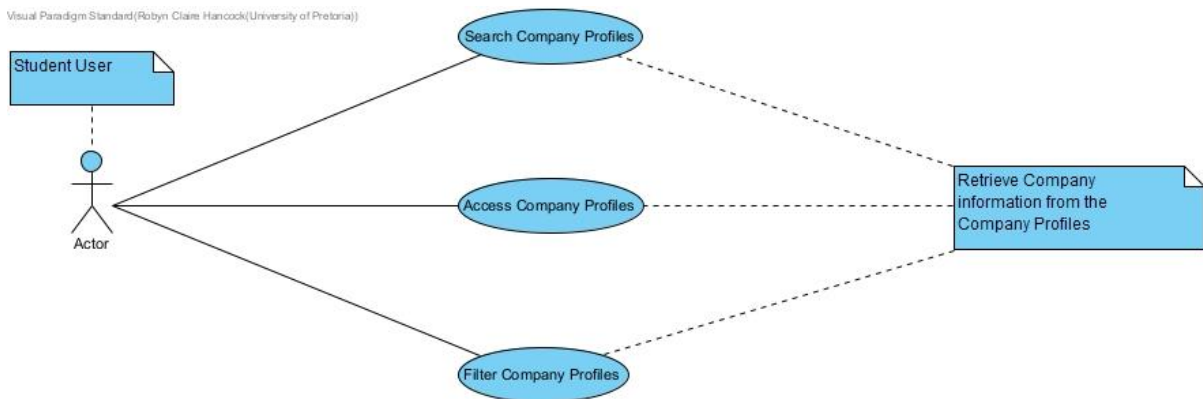 Visual Paradigm Standard(Robyn Claire Hancock(University of Pretoria))
Student User
Actor
Search Company Profiles
Access Company Profiles
Filter Company Profiles
Retrieve Company
information from the
Company Profiles